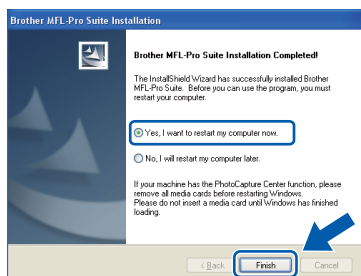 Brother MFL-Pro Suite Installation
Brother MFL-Pro Suite Installation Completed!
The InstallShield Wizard has successfully installed Brother
MFL-Pro Suite. Before you can use the program, you must
restart your computer.
Yes, I want to restart my computer now.
No, I will restart my computer later.
If your machine has the PhotoCapture Center function, please
remove all media cards before restarting Windows.
Please do not insert a media card until Windows has finished
loading.
< Back Finish Cancel